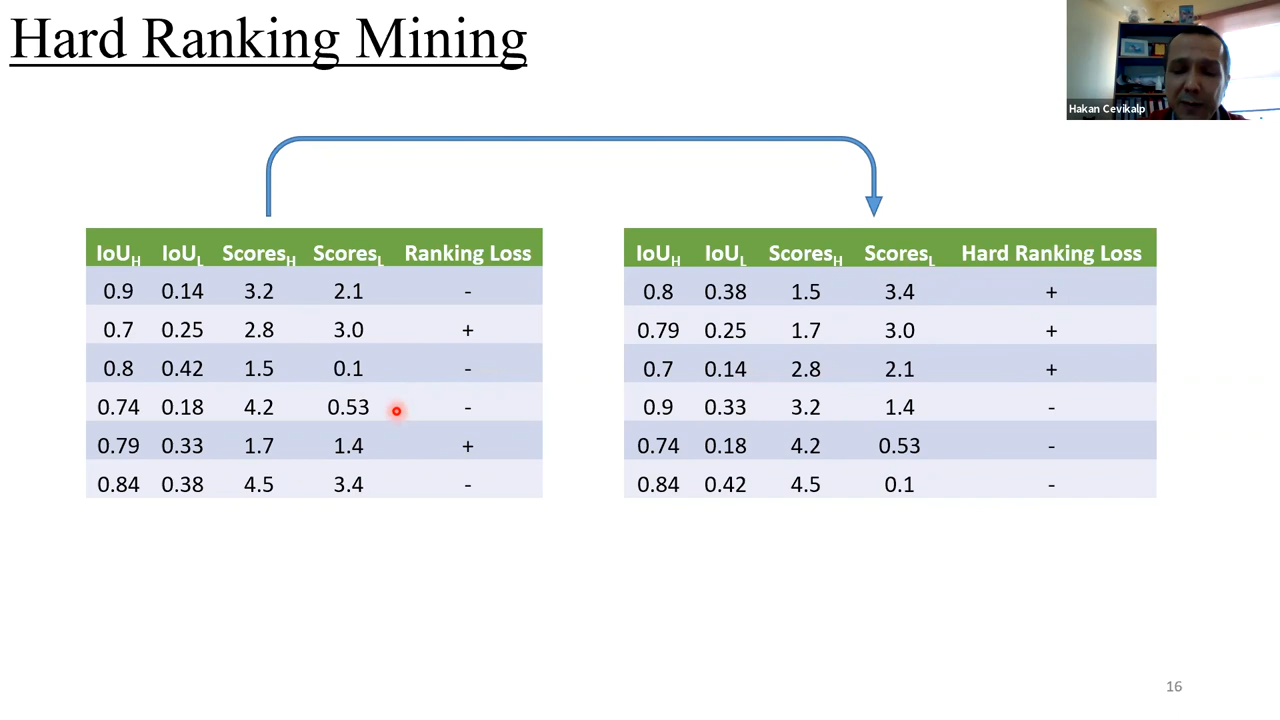 Hard Ranking Mining
Hakan Cevikalp
IoU_H IoU_L Scores_H Scores_L Ranking Loss
0.9 0.14 3.2 2.1 -
0.7 0.25 2.8 3.0 +
0.8 0.42 1.5 0.1 -
0.74 0.18 4.2 0.53 -
0.79 0.33 1.7 1.4 +
0.84 0.38 4.5 3.4 -
IoU_H IoU_L Scores_H Scores_L Hard Ranking Loss
0.8 0.38 1.5 3.4 +
0.79 0.25 1.7 3.0 +
0.7 0.14 2.8 2.1 +
0.9 0.33 3.2 1.4 -
0.74 0.18 4.2 0.53 -
0.84 0.42 4.5 0.1 -
16